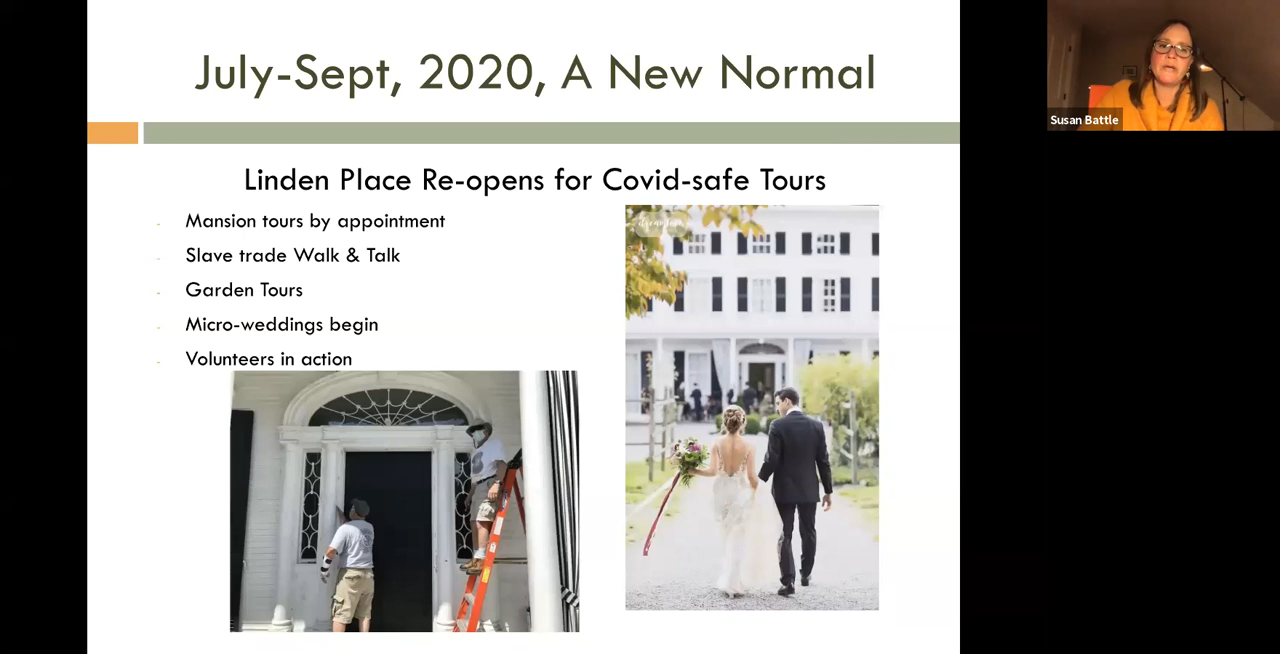 July-Sept, 2020, A New Normal
Linden Place Re-opens for Covid-safe Tours
- Mansion tours by appointment
- Slave trade Walk & Talk
- Garden Tours
- Micro-weddings begin
- Volunteers in action
Susan Battle